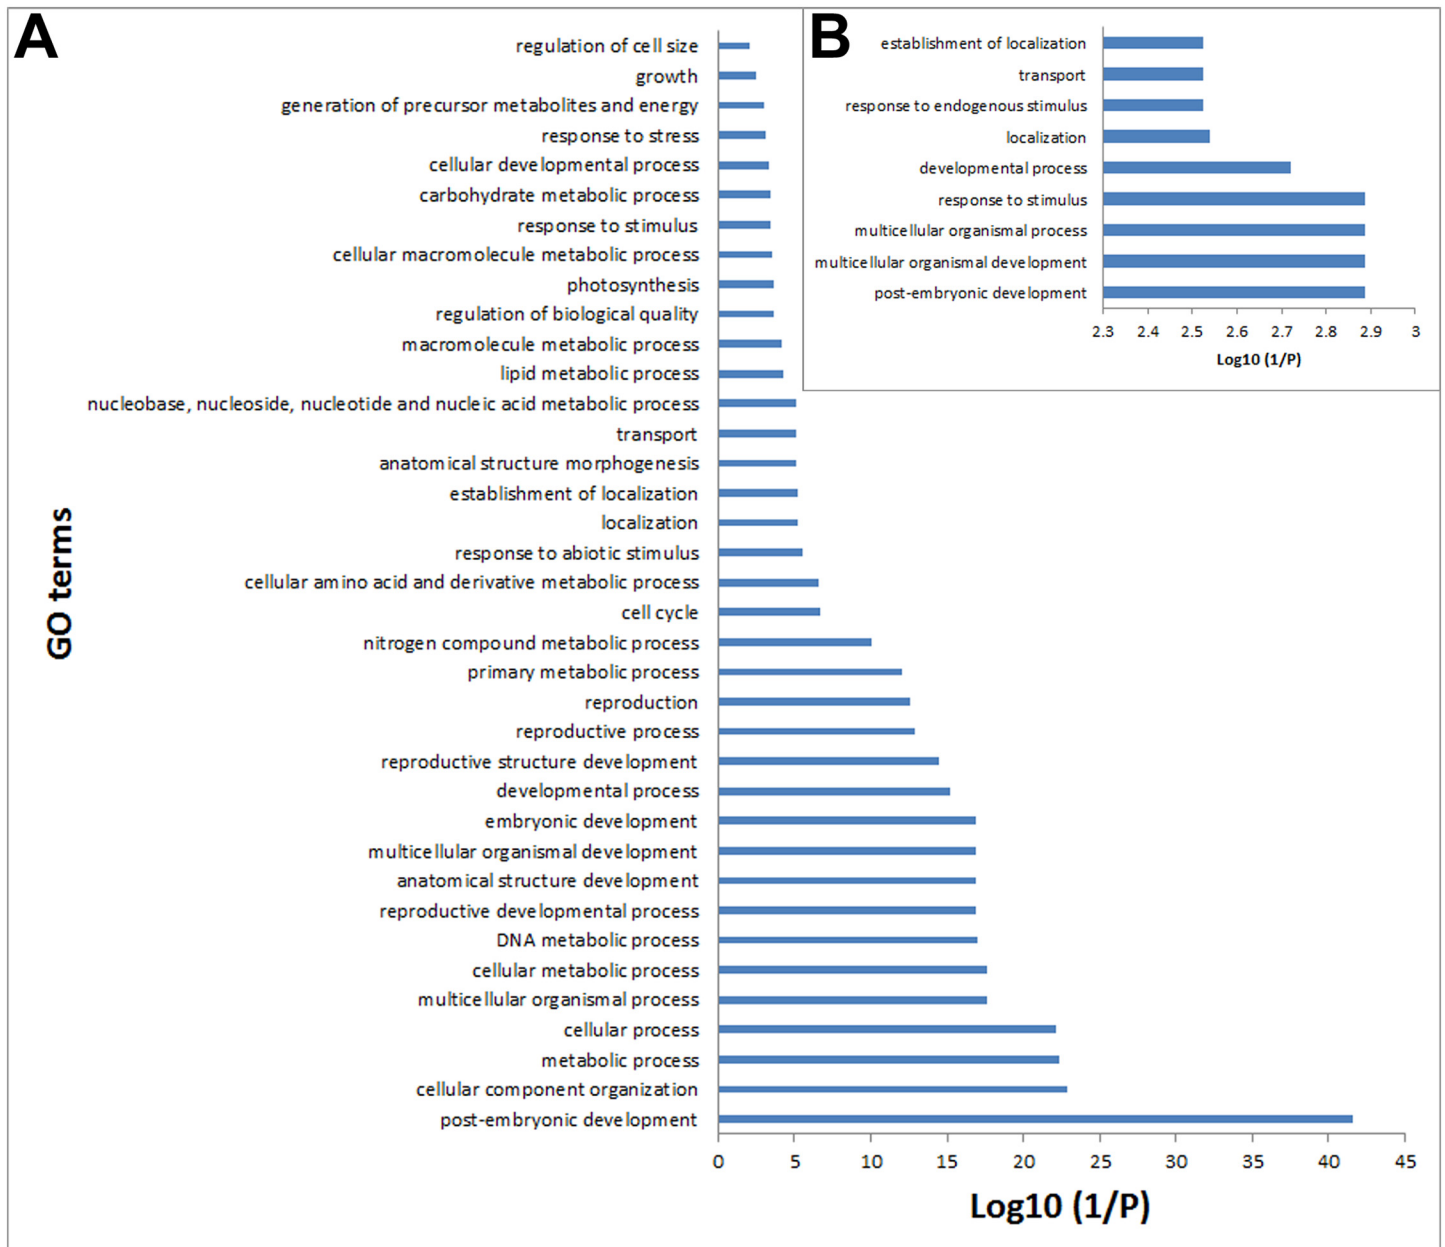 A
regulation of cell size
growth
generation of precursor metabolites and energy
response to stress
cellular developmental process
carbohydrate metabolic process
response to stimulus
cellular macromolecule metabolic process
photosynthesis
regulation of biological quality
macromolecule metabolic process
lipid metabolic process
nucleobase, nucleoside, nucleotide and nucleic acid metabolic process
transport
anatomical structure morphogenesis
establishment of localization
localization
response to abiotic stimulus
cellular amino acid and derivative metabolic process
cell cycle
nitrogen compound metabolic process
primary metabolic process
reproduction
reproductive process
reproductive structure development
developmental process
embryonic development
multicellular organismal development
anatomical structure development
reproductive developmental process
DNA metabolic process
cellular metabolic process
multicellular organismal process
cellular process
metabolic process
cellular component organization
post-embryonic development
GO terms
0 5 10 15 20 25 30 35 40 45
Log10 (1/P)
B
establishment of localization
transport
response to endogenous stimulus
localization
developmental process
response to stimulus
multicellular organismal process
multicellular organismal development
post-embryonic development
2.3 2.4 2.5 2.6 2.7 2.8 2.9 3
Log10 (1/P)